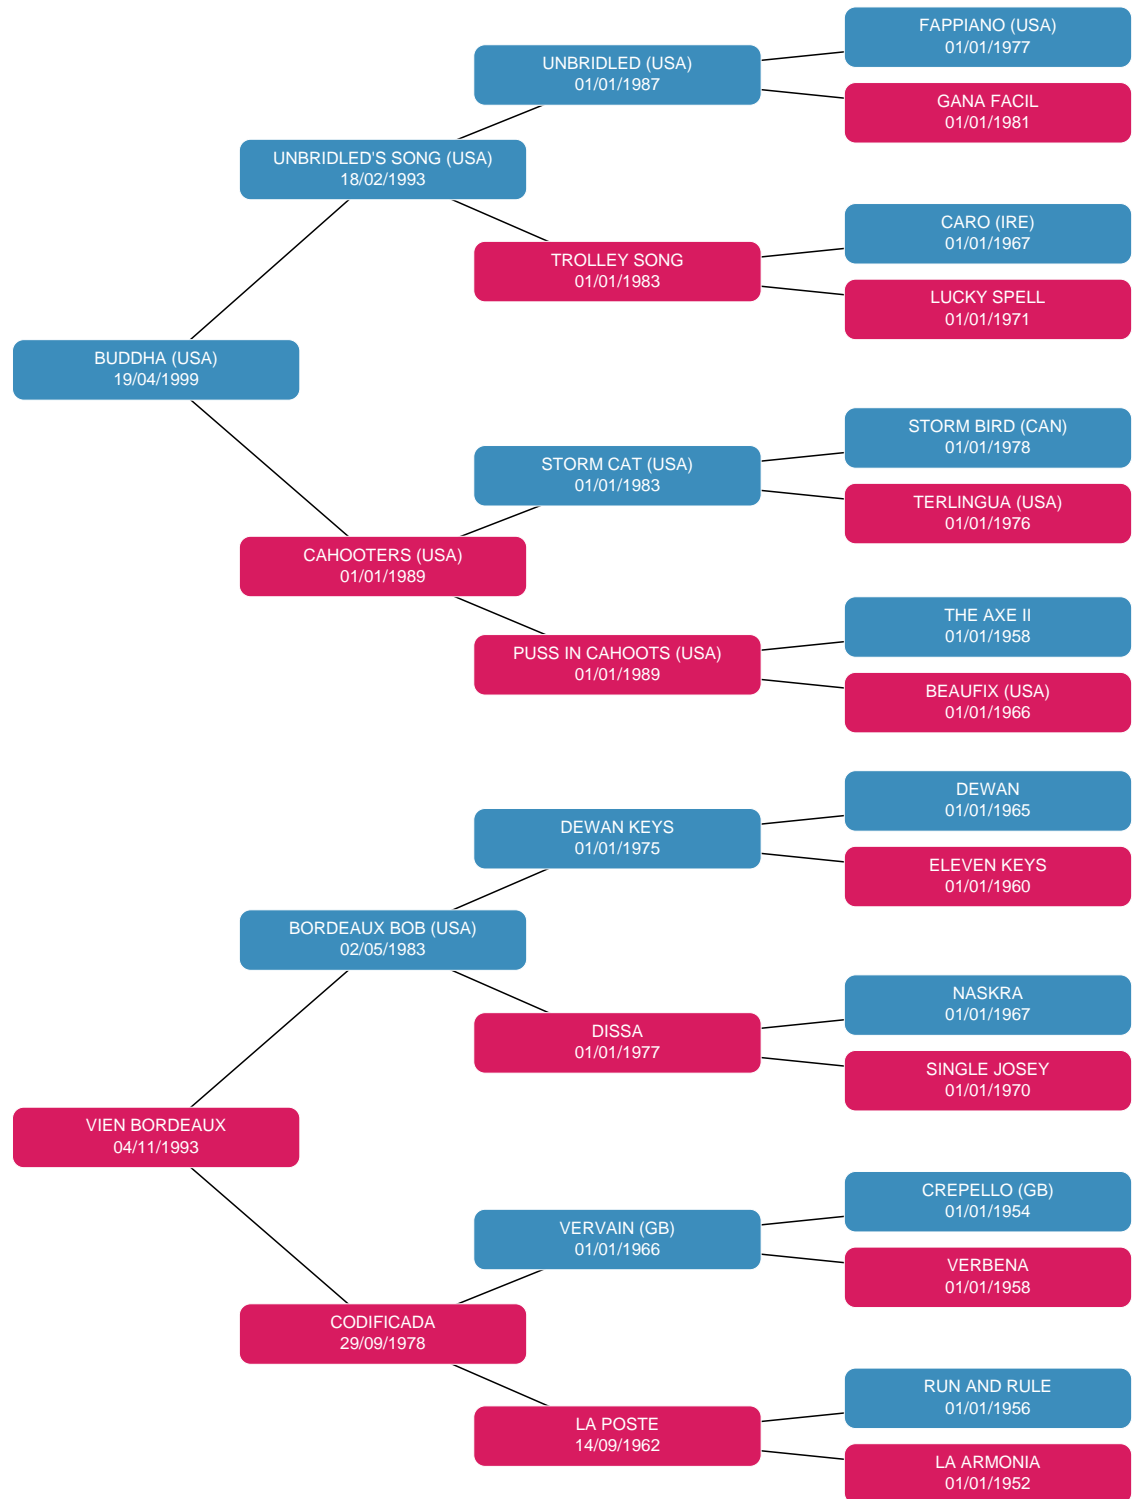 FAPPIANO (USA)
01/01/1977
UNBRIDLED (USA)
01/01/1987
GANA FACIL
01/01/1981
UNBRIDLED'S SONG (USA)
18/02/1993
CARO (IRE)
01/01/1967
TROLLEY SONG
01/01/1983
LUCKY SPELL
01/01/1971
BUDDHA (USA)
19/04/1999
STORM BIRD (CAN)
01/01/1978
STORM CAT (USA)
01/01/1983
TERLINGUA (USA)
01/01/1976
CAHOOTERS (USA)
01/01/1989
THE AXE II
01/01/1958
PUSS IN CAHOOTS (USA)
01/01/1989
BEAUFIX (USA)
01/01/1966
DEWAN
01/01/1965
DEWAN KEYS
01/01/1975
ELEVEN KEYS
01/01/1960
BORDEAUX BOB (USA)
02/05/1983
NASKRA
01/01/1967
DISSA
01/01/1977
SINGLE JOSEY
01/01/1970
VIEN BORDEAUX
04/11/1993
CREPELLO (GB)
01/01/1954
VERVAIN (GB)
01/01/1966
VERBENA
01/01/1958
CODIFICADA
29/09/1978
RUN AND RULE
01/01/1956
LA POSTE
14/09/1962
LA ARMONIA
01/01/1952